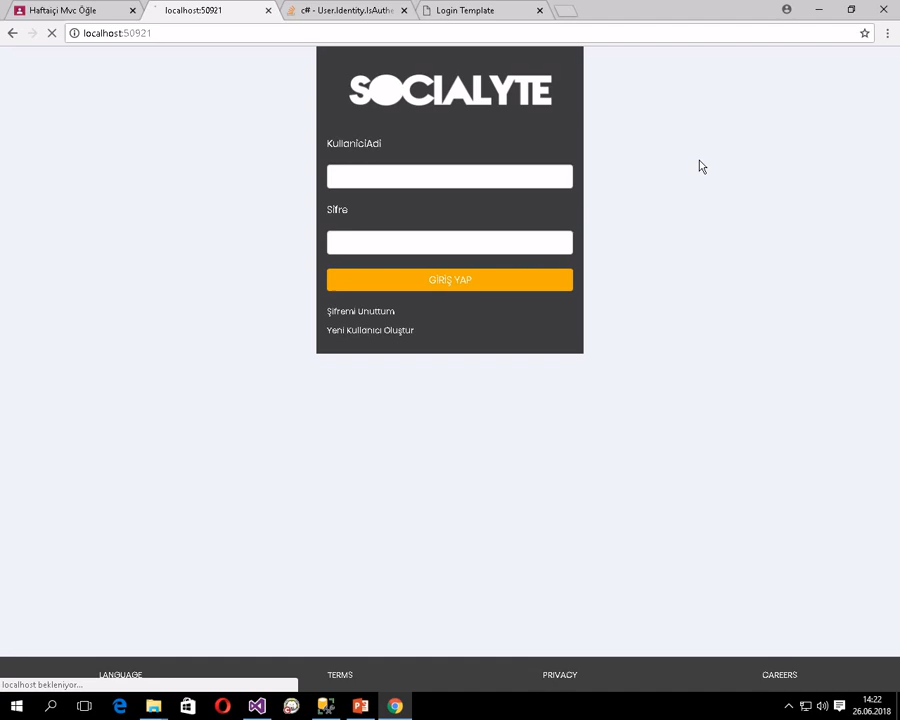 Haftaiçi Mvc Öğle
localhost:50921
c# - User.Identity.IsAuthe
Login Template
localhost:50921
SOCIALYTE
KullaniciAdi
Sifre
GİRİŞ YAP
Şifremi Unuttum
Yeni Kullanıcı Oluştur
LANGUAGE
TERMS
PRIVACY
CAREERS
localhost bekleniyor...
14:22
26.06.2018